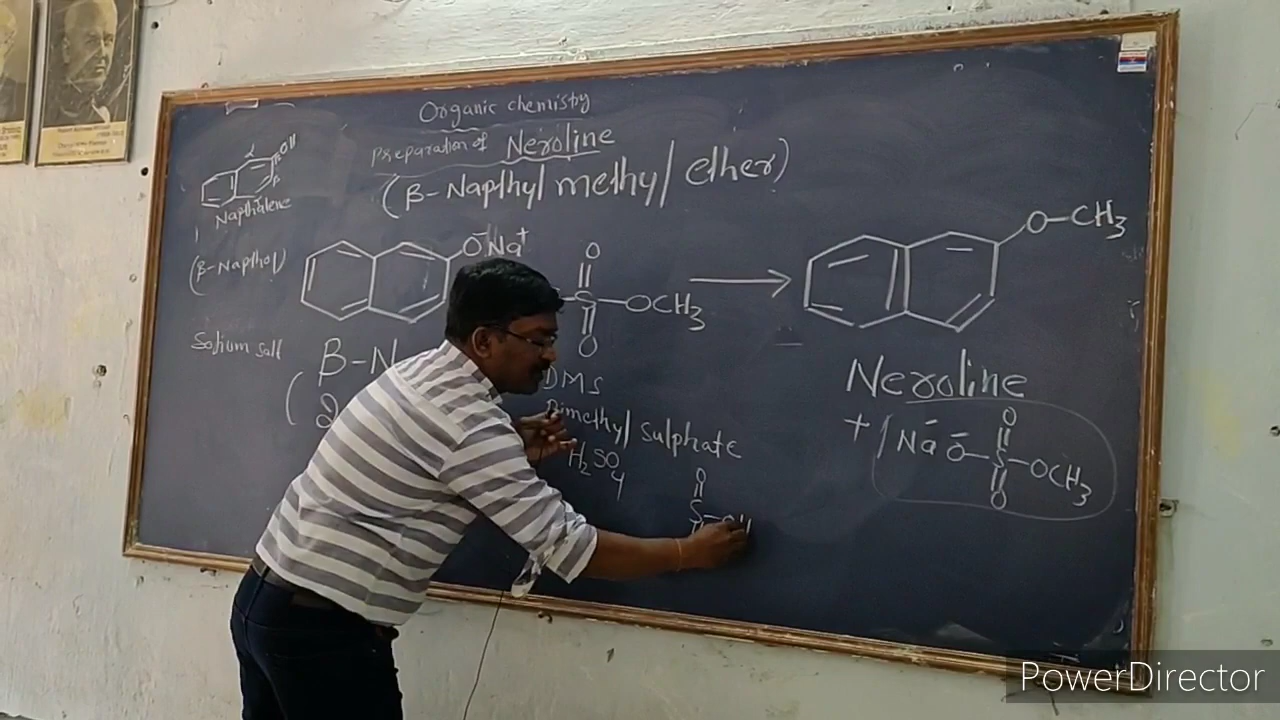 Organic chemistry
Preparation of Neroline
(β-Napthyl methyl ether)
OH
α
β
Napthalene
(β-Napthol)
O⁻Na⁺
O
S
OCH3
O
O-CH3
Sodium salt
β-N
(2
DMS
Dimethyl sulphate
H2SO4
O
S
Neroline
+
Na O⁻
O
S
OCH3
O
PowerDirector